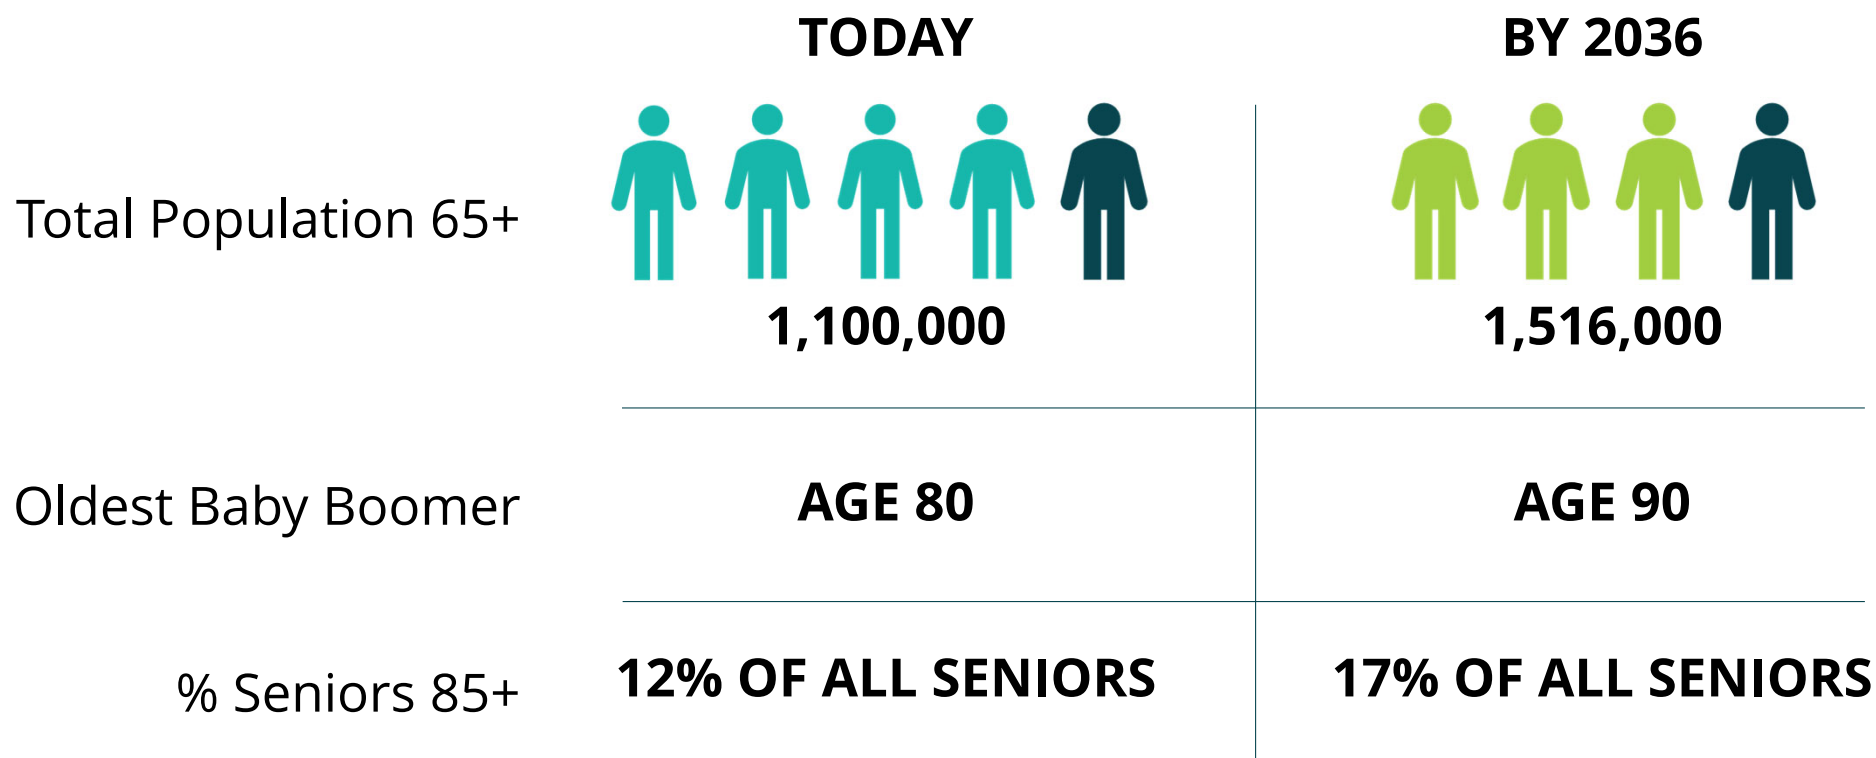 TODAY
BY 2036
Total Population 65+
1,100,000
1,516,000
Oldest Baby Boomer
AGE 80
AGE 90
% Seniors 85+
12% OF ALL SENIORS
17% OF ALL SENIORS